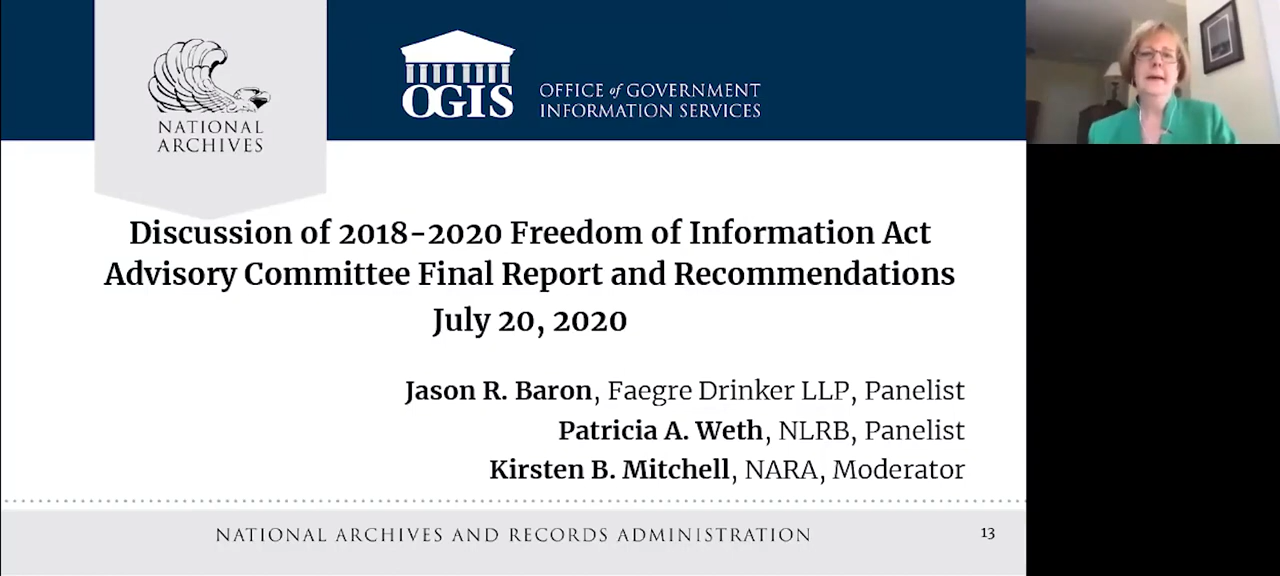 NATIONAL
ARCHIVES
OGIS
OFFICE of GOVERNMENT
INFORMATION SERVICES
Discussion of 2018-2020 Freedom of Information Act
Advisory Committee Final Report and Recommendations
July 20, 2020
Jason R. Baron, Faegre Drinker LLP, Panelist
Patricia A. Weth, NLRB, Panelist
Kirsten B. Mitchell, NARA, Moderator
NATIONAL ARCHIVES AND RECORDS ADMINISTRATION
13